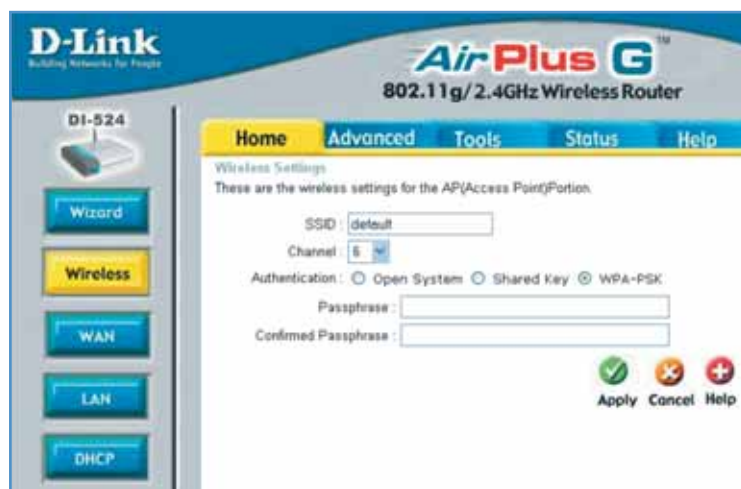 D-Link
Building Networks for People
AirPlus G™
802.11g/2.4GHz Wireless Router
DI-524
Home Advanced Tools Status Help
Wizard
Wireless
WAN
LAN
DHCP
Wireless Settings
These are the wireless settings for the AP(Access Point)Portion.
SSID : default
Channel : 6
Authentication : Open System Shared Key WPA-PSK
Passphrase :
Confirmed Passphrase :
Apply Cancel Help